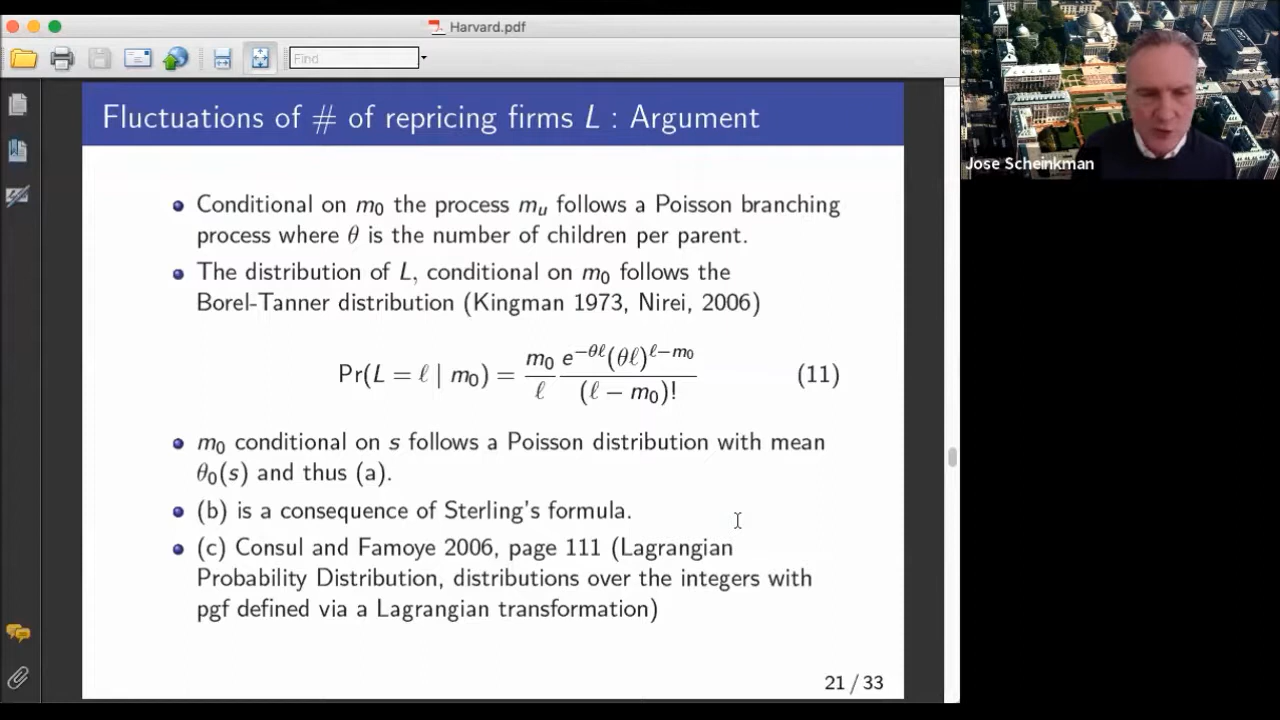 Harvard.pdf
Find
Fluctuations of # of repricing firms L : Argument
Conditional on m₀ the process mᵤ follows a Poisson branching
process where θ is the number of children per parent.
The distribution of L, conditional on m₀ follows the
Borel-Tanner distribution (Kingman 1973, Nirei, 2006)
Pr(L = ℓ | m₀) = m₀/ℓ e^{−θℓ}(θℓ)^{ℓ−m₀}/(ℓ − m₀)! (11)
m₀ conditional on s follows a Poisson distribution with mean
θ₀(s) and thus (a).
(b) is a consequence of Sterling's formula.
(c) Consul and Famoye 2006, page 111 (Lagrangian
Probability Distribution, distributions over the integers with
pgf defined via a Lagrangian transformation)
21 / 33
Jose Scheinkman